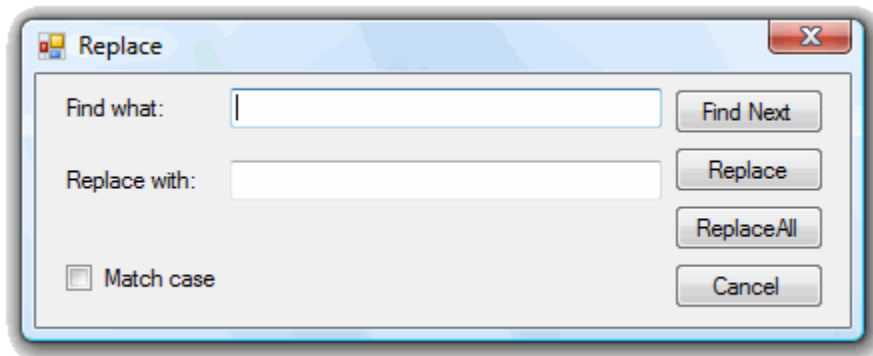 Replace
Find what:
Find Next
Replace with:
Replace
ReplaceAll
Match case
Cancel